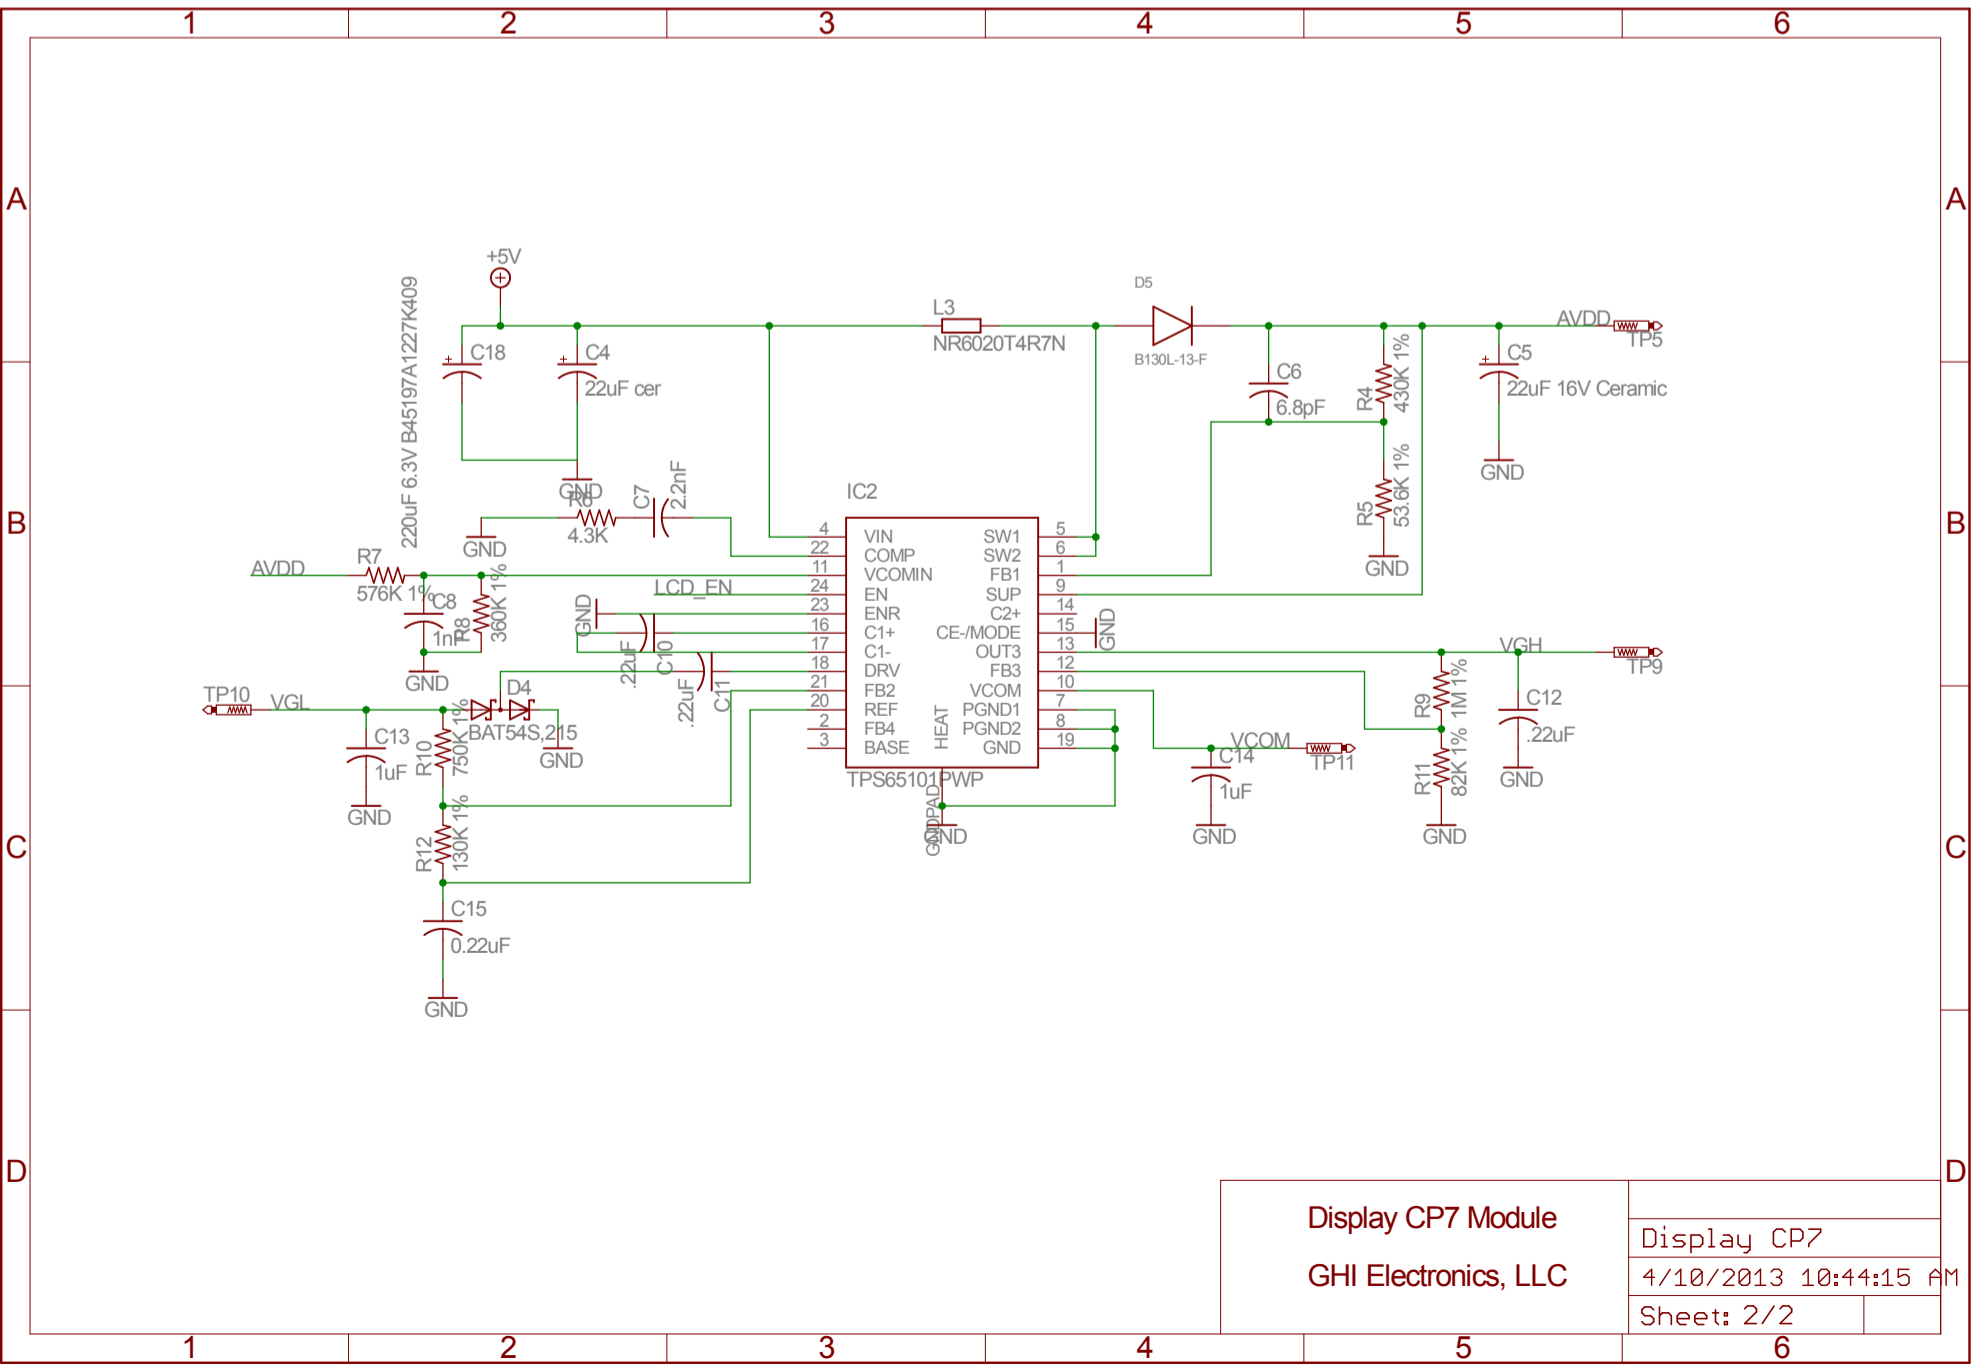 1 2 3 4 5 6
A A
+5V
220uF 6.3V B45197A1227K409
C18
C4
22uF cer
GND
L3
NR6020T4R7N
D5
B130L-13-F
AVDD
TP5
C6
6.8pF
R4
430K 1%
C5
22uF 16V Ceramic
GND
R5
53.6K 1%
GND
B B
R6
4.3K
C7
2.2nF
GND
AVDD
R7
576K 1%
C8
1nF
R8
360K 1%
GND
LCD_EN
GND
.22uF
C10
.22uF
C11
IC2
4 VIN SW1 5
22 COMP SW2 6
11 VCOMIN FB1 1
24 EN SUP 9
23 ENR C2+ 14
16 C1+ CE-/MODE 15
17 C1- OUT3 13
18 DRV FB3 12
21 FB2 VCOM 10
20 REF PGND1 7
2 FB4 PGND2 8
3 BASE GND 19
HEAT
TPS65101PWP
GNDPAD
GND
GND
VGH
TP9
R9
1M 1%
C12
.22uF
GND
R11
82K 1%
GND
VCOM
TP11
C14
1uF
GND
TP10
VGL
D4
BAT54S,215
GND
C13
1uF
GND
R10
750K 1%
R12
130K 1%
C15
0.22uF
GND
C C
D D
Display CP7 Module
GHI Electronics, LLC
Display CP7
4/10/2013 10:44:15 AM
Sheet: 2/2
1 2 3 4 5 6